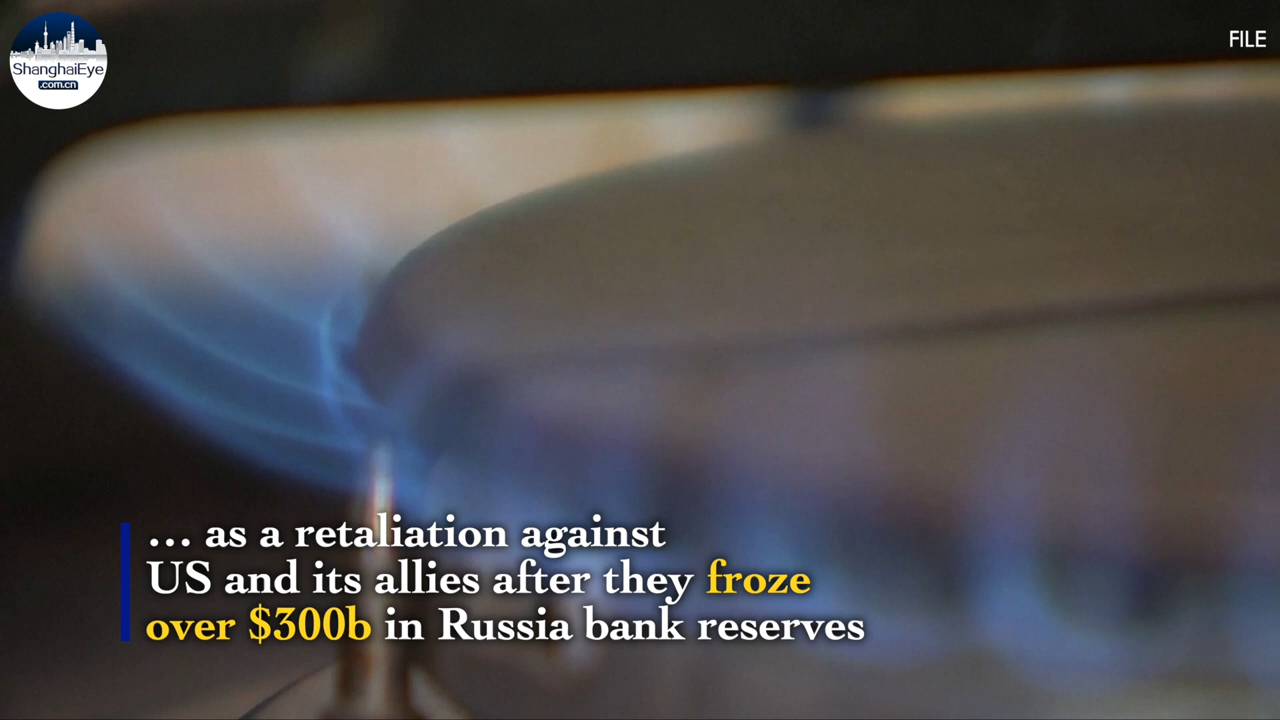 ShanghaiEye
.com.cn
FILE
... as a retaliation against
US and its allies after they froze
over $300b in Russia bank reserves